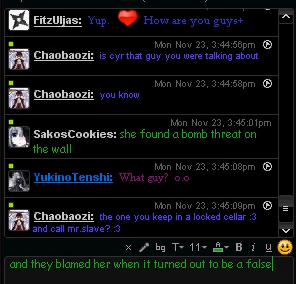 FitzUljas: Yup. How are you guys+
Mon Nov 23, 3:44:56pm
Chaobaozi: is cyr that guy you were talking about
Mon Nov 23, 3:44:58pm
Chaobaozi: you know
Mon Nov 23, 3:45:01pm
SakosCookies: she found a bomb threat on
the wall
Mon Nov 23, 3:45:08pm
YukinoTenshi: What guy? o.o
Mon Nov 23, 3:45:09pm
Chaobaozi: the one you keep in a locked cellar :3
and call mr.slave? :3
bg T 11 A B i u
and they blamed her when it turned out to be a false